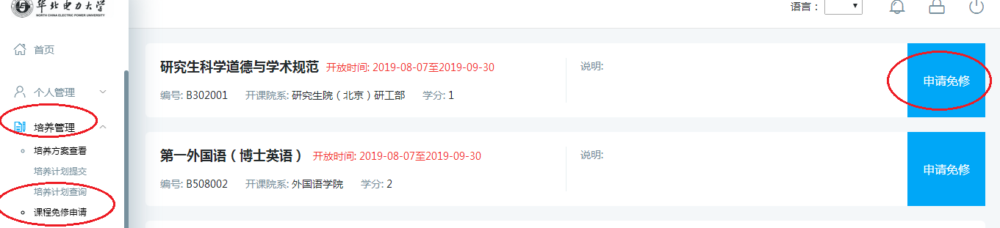 华北电力大学
NORTH CHINA ELECTRIC POWER UNIVERSITY
语言：
首页
个人管理
培养管理
培养方案查看
培养计划提交
培养计划查询
课程免修申请
研究生科学道德与学术规范 开放时间: 2019-08-07至2019-09-30
编号: B302001 开课院系: 研究生院（北京）研工部 学分: 1
说明:
申请免修
第一外国语（博士英语） 开放时间: 2019-08-07至2019-09-30
编号: B508002 开课院系: 外国语学院 学分: 2
说明:
申请免修